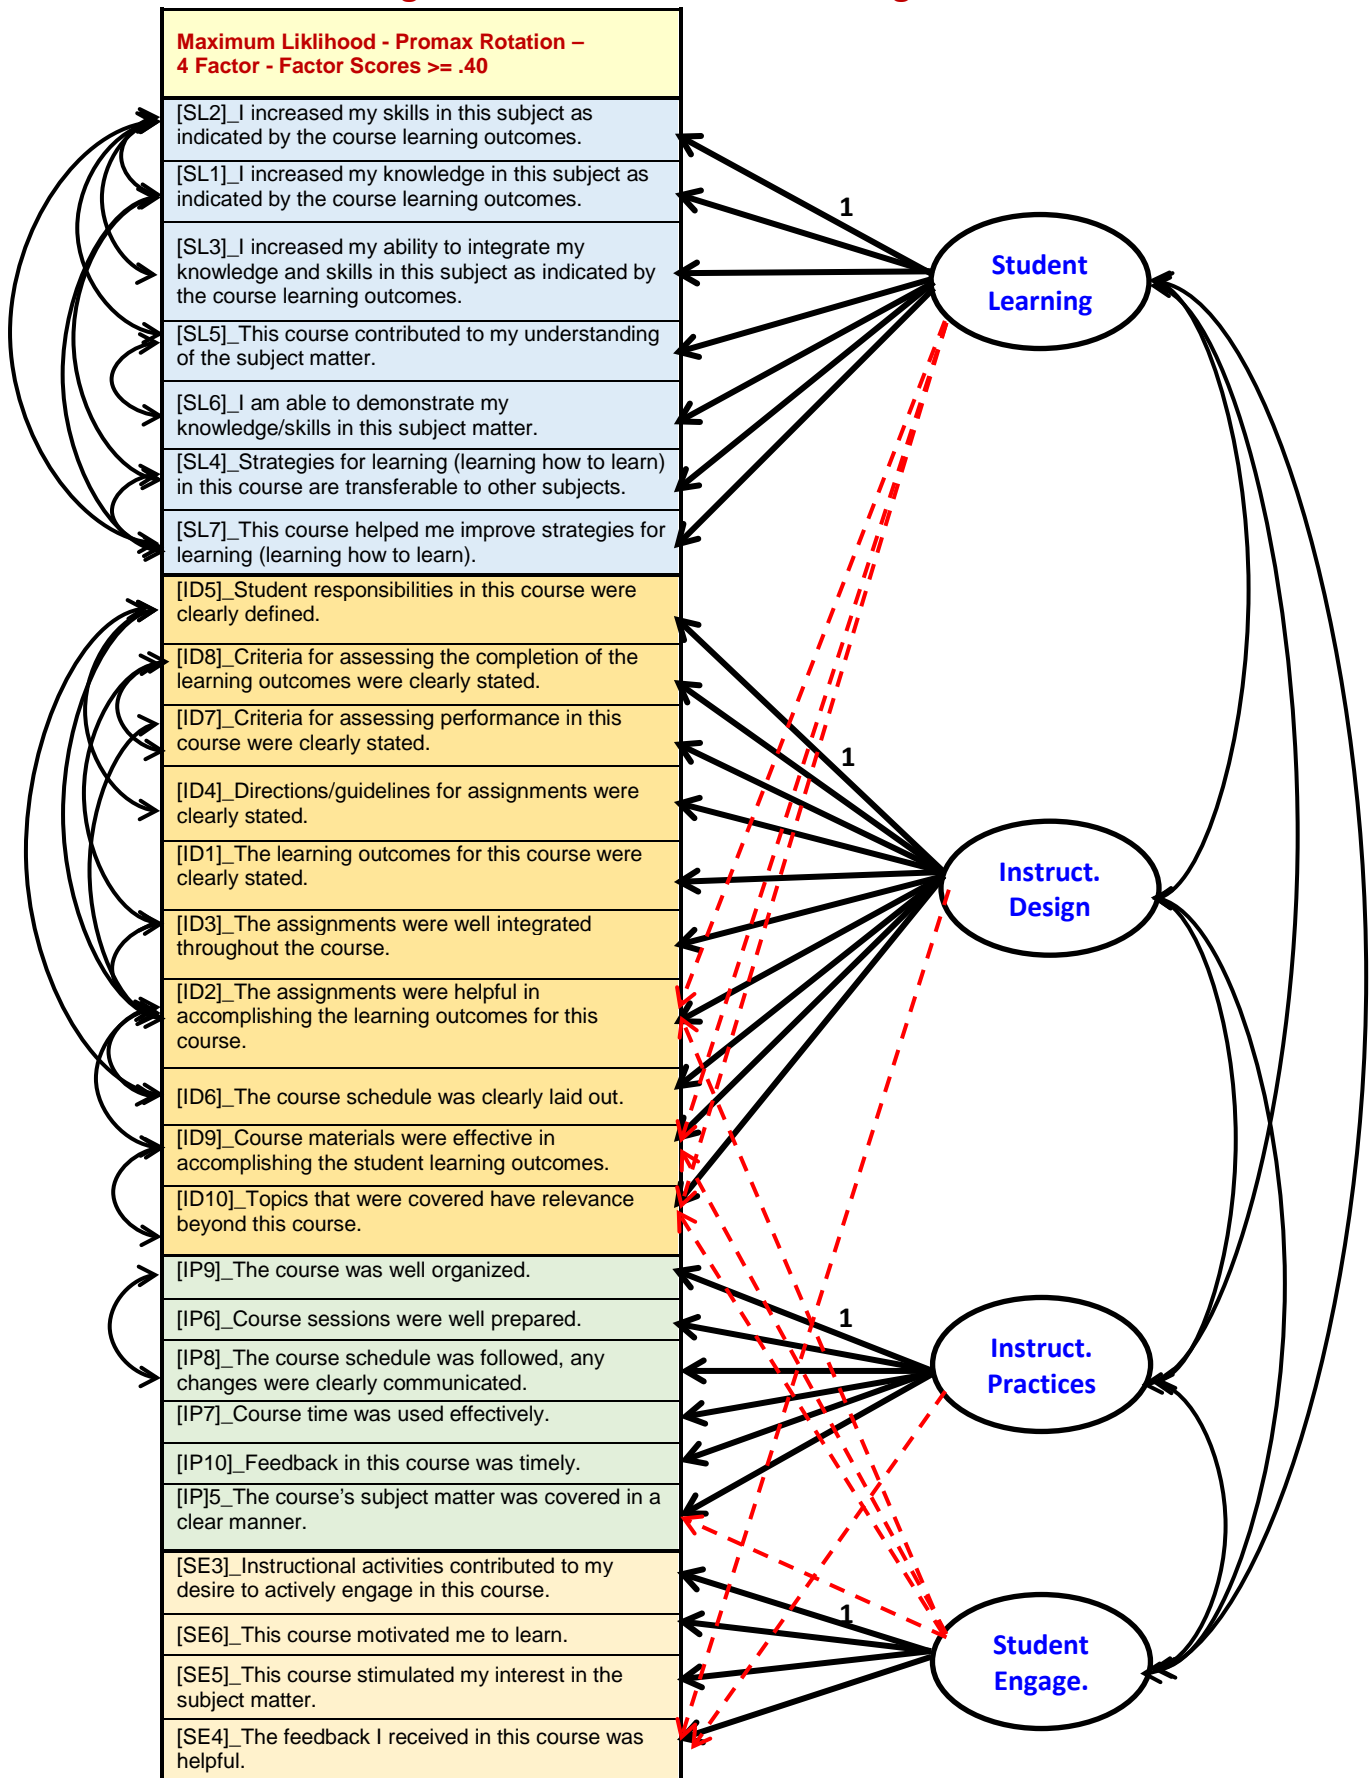 Maximum Liklihood - Promax Rotation –
4 Factor - Factor Scores >= .40
[SL2]_I increased my skills in this subject as
indicated by the course learning outcomes.
[SL1]_I increased my knowledge in this subject as
indicated by the course learning outcomes.
1
[SL3]_I increased my ability to integrate my
knowledge and skills in this subject as indicated by
the course learning outcomes.
Student
Learning
[SL5]_This course contributed to my understanding
of the subject matter.
[SL6]_I am able to demonstrate my
knowledge/skills in this subject matter.
[SL4]_Strategies for learning (learning how to learn)
in this course are transferable to other subjects.
[SL7]_This course helped me improve strategies for
learning (learning how to learn).
[ID5]_Student responsibilities in this course were
clearly defined.
[ID8]_Criteria for assessing the completion of the
learning outcomes were clearly stated.
[ID7]_Criteria for assessing performance in this
course were clearly stated.
1
[ID4]_Directions/guidelines for assignments were
clearly stated.
[ID1]_The learning outcomes for this course were
clearly stated.
Instruct.
Design
[ID3]_The assignments were well integrated
throughout the course.
[ID2]_The assignments were helpful in
accomplishing the learning outcomes for this
course.
[ID6]_The course schedule was clearly laid out.
[ID9]_Course materials were effective in
accomplishing the student learning outcomes.
[ID10]_Topics that were covered have relevance
beyond this course.
[IP9]_The course was well organized.
[IP6]_Course sessions were well prepared.
1
[IP8]_The course schedule was followed, any
changes were clearly communicated.
Instruct.
Practices
[IP7]_Course time was used effectively.
[IP10]_Feedback in this course was timely.
[IP]5_The course’s subject matter was covered in a
clear manner.
[SE3]_Instructional activities contributed to my
desire to actively engage in this course.
1
[SE6]_This course motivated me to learn.
[SE5]_This course stimulated my interest in the
subject matter.
Student
Engage.
[SE4]_The feedback I received in this course was
helpful.